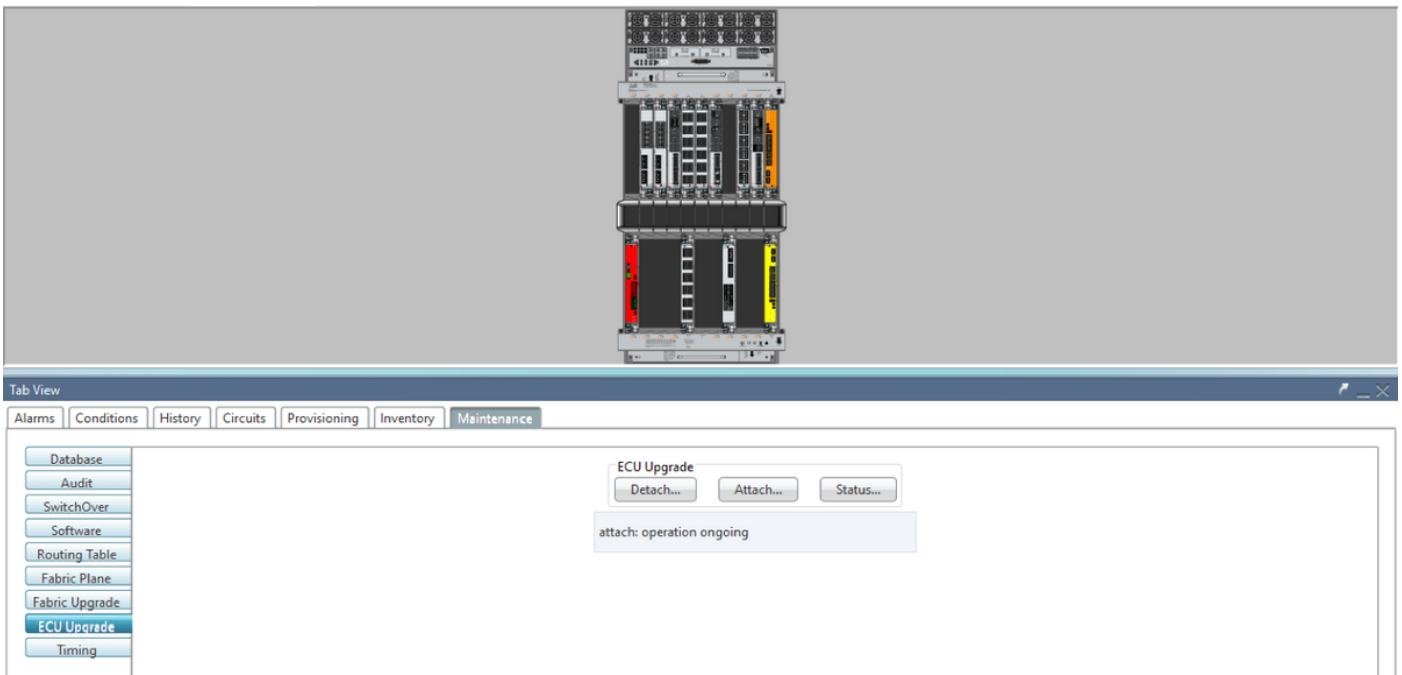 Tab View
Alarms Conditions History Circuits Provisioning Inventory Maintenance
Database
Audit
SwitchOver
Software
Routing Table
Fabric Plane
Fabric Upgrade
ECU Upgrade
Timing
ECU Upgrade
Detach... Attach... Status...
attach: operation ongoing